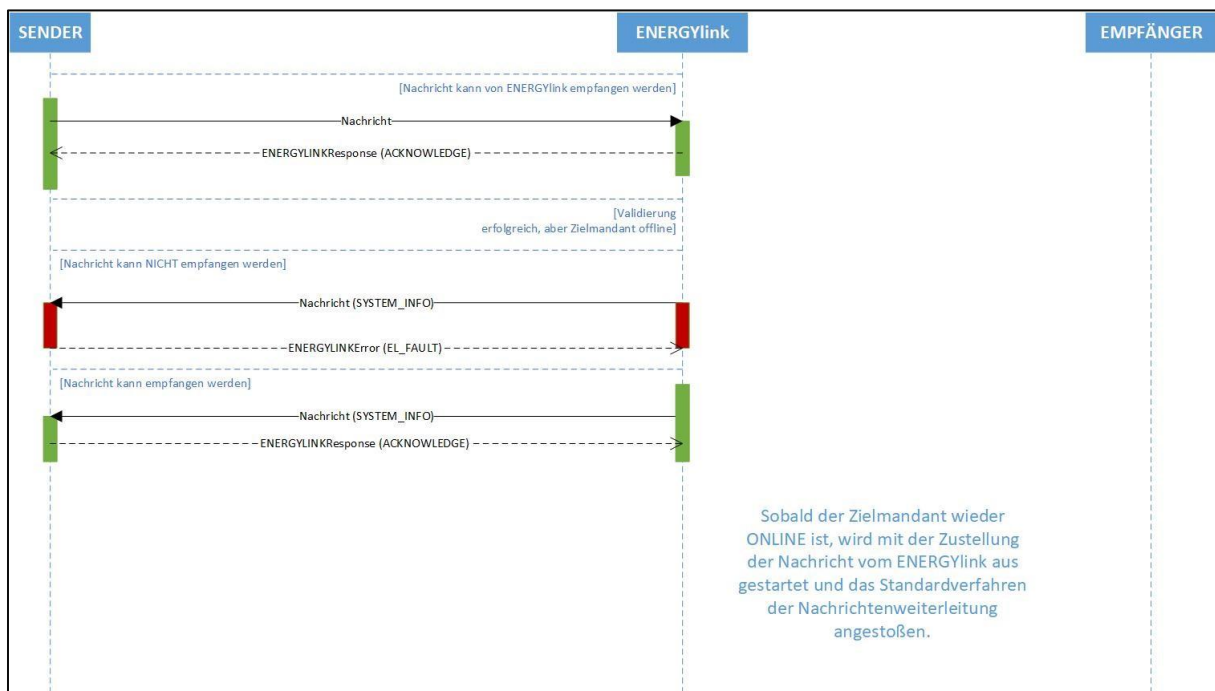 SENDER
ENERGYlink
EMPFÄNGER
[Nachricht kann von ENERGYlink empfangen werden]
Nachricht
ENERGYLINKResponse (ACKNOWLEDGE)
[Validierung
erfolgreich, aber Zielmandant offline]
[Nachricht kann NICHT empfangen werden]
Nachricht (SYSTEM_INFO)
ENERGYLINKError (EL_FAULT)
[Nachricht kann empfangen werden]
Nachricht (SYSTEM_INFO)
ENERGYLINKResponse (ACKNOWLEDGE)
Sobald der Zielmandant wieder
ONLINE ist, wird mit der Zustellung
der Nachricht vom ENERGYlink aus
gestartet und das Standardverfahren
der Nachrichtenweiterleitung
angestoßen.